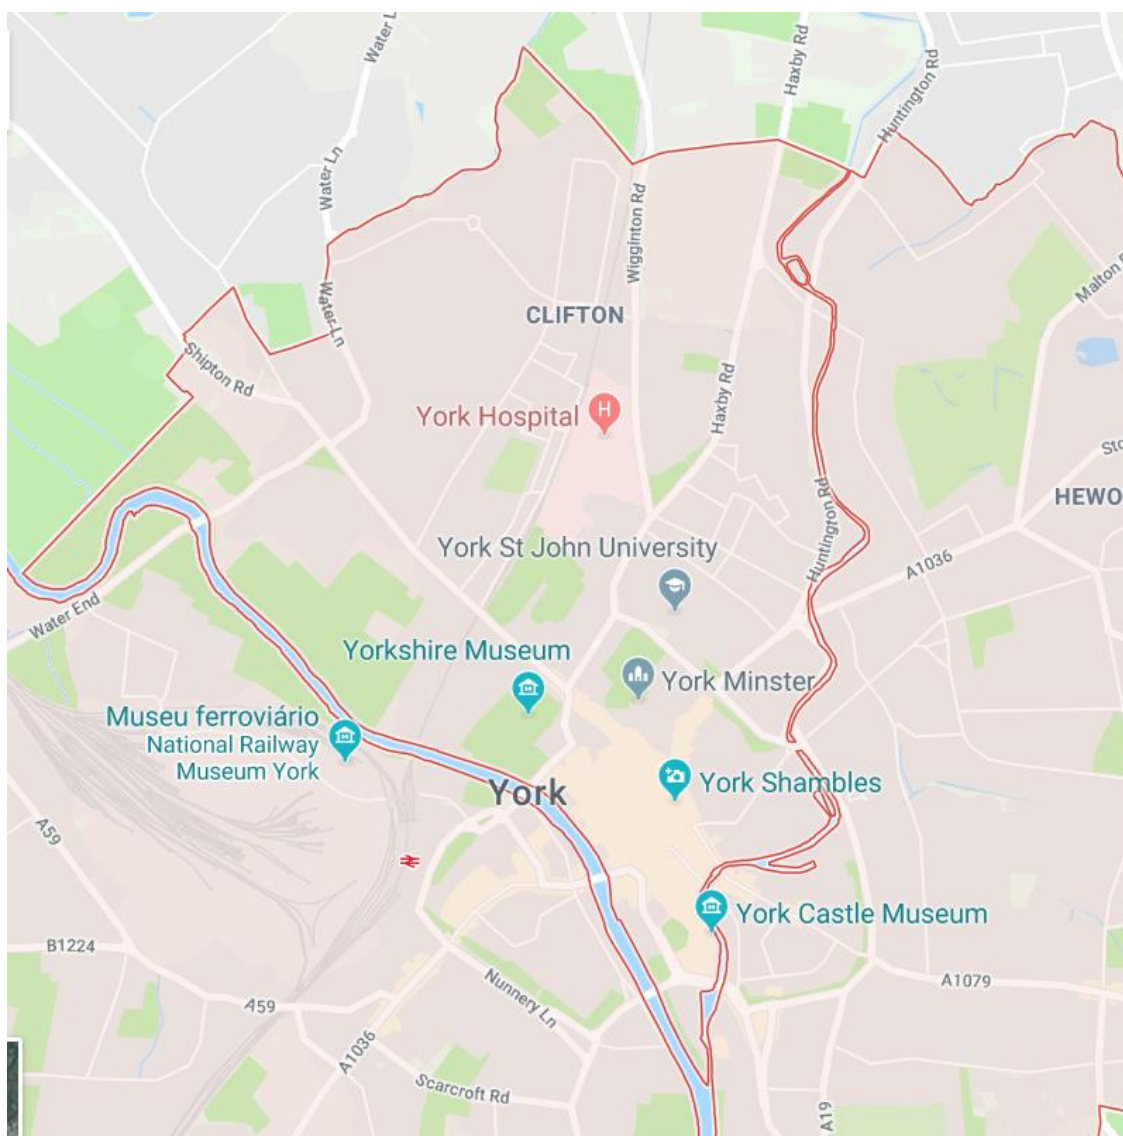 Water L
Haxby Rd
Huntington Rd
Water Ln
Wigginton Rd
Malton
Water Ln
CLIFTON
Shipton Rd
Haxby Rd
York Hospital
H
Sto
HEWO
Huntington Rd
York St John University
A1036
Water End
Yorkshire Museum
York Minster
Museu ferroviário
National Railway
Museum York
York Shambles
York
A59
York Castle Museum
B1224
A1079
Nunnery Ln
A59
A1036
Scarcroft Rd
A19